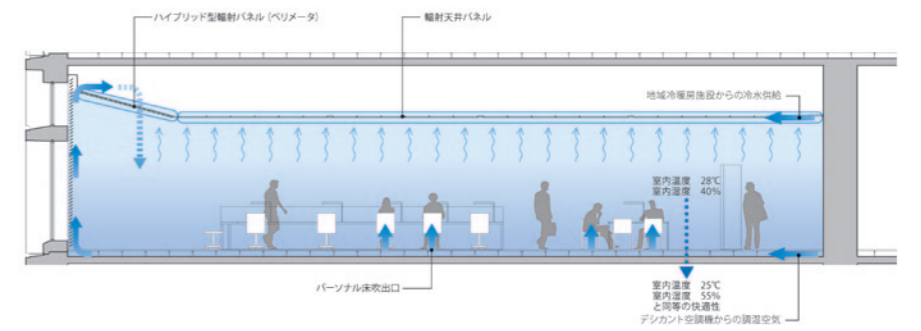 ハイブリッド型輻射パネル（ペリメータ）
輻射天井パネル
地域冷暖房施設からの冷水供給
室内温度　28℃
室内湿度　40%
パーソナル床吹出口
室内温度　25℃
室内湿度　55%
と同等の快適性
デシカント空調機からの調湿空気